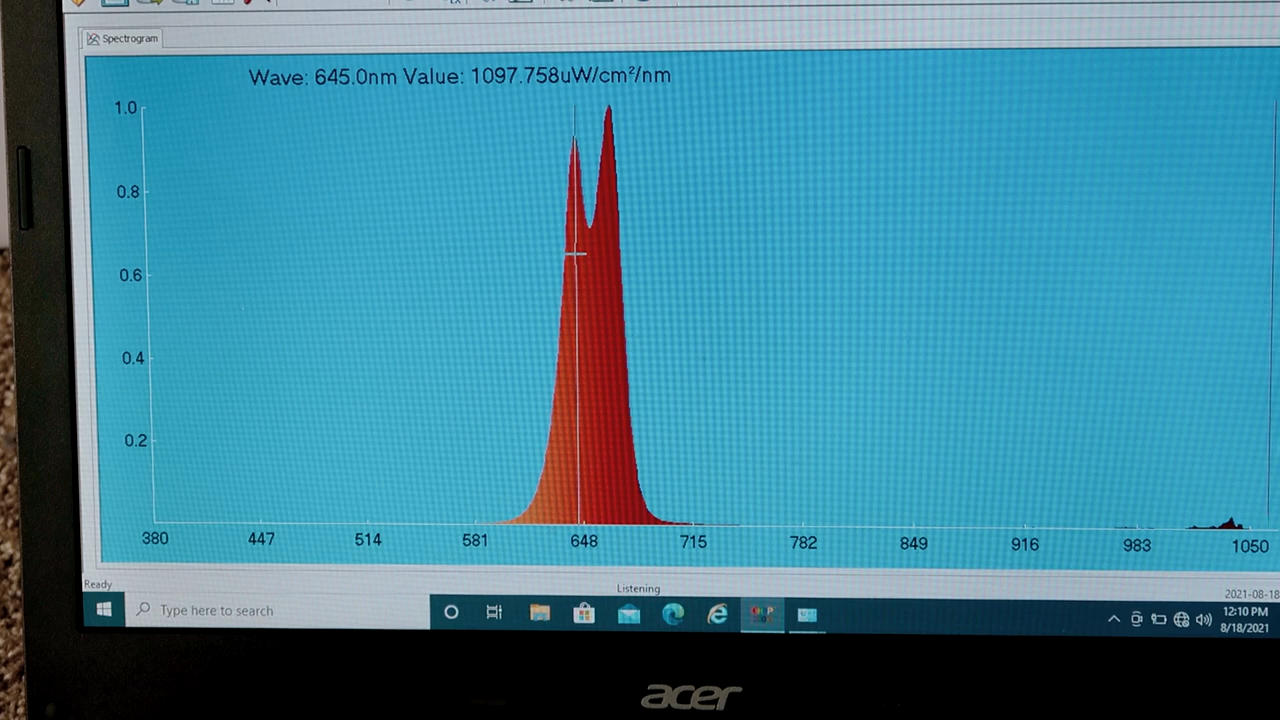 Spectrogram
Wave: 645.0nm Value: 1097.758uW/cm²/nm
1.0
0.8
0.6
0.4
0.2
380 447 514 581 648 715 782 849 916 983 1050
Ready Listening 2021-08-18
Type here to search
12:10 PM
8/18/2021
acer